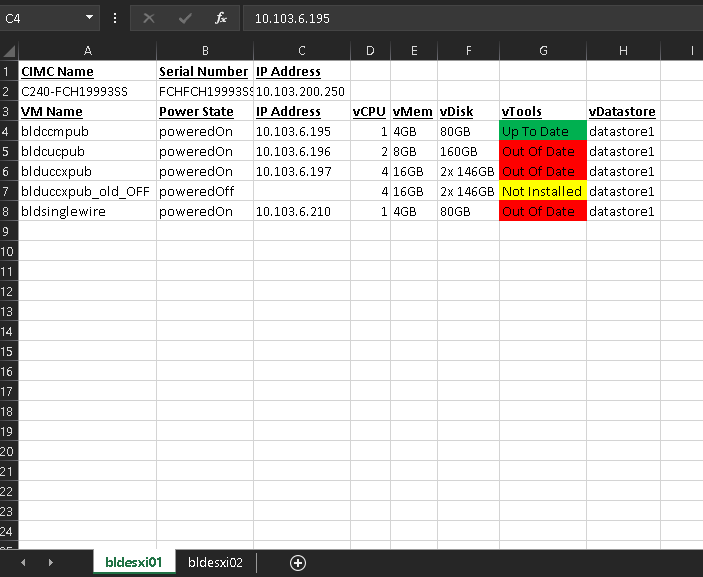 C4 fx 10.103.6.195
A B C D E F G H I
1 CIMC Name Serial Number IP Address
2 C240-FCH19993SS FCHFCH19993SS 10.103.200.250
3 VM Name Power State IP Address vCPU vMem vDisk vTools vDatastore
4 bldccmpub poweredOn 10.103.6.195 1 4GB 80GB Up To Date datastore1
5 bldcucpub poweredOn 10.103.6.196 2 8GB 160GB Out Of Date datastore1
6 blduccxpub poweredOn 10.103.6.197 4 16GB 2x 146GB Out Of Date datastore1
7 blduccxpub_old_OFF poweredOff 4 16GB 2x 146GB Not Installed datastore1
8 bldsinglewire poweredOn 10.103.6.210 1 4GB 80GB Out Of Date datastore1
9
10
11
12
13
14
15
16
17
18
19
20
21
22
23
24
bldesxi01 bldesxi02